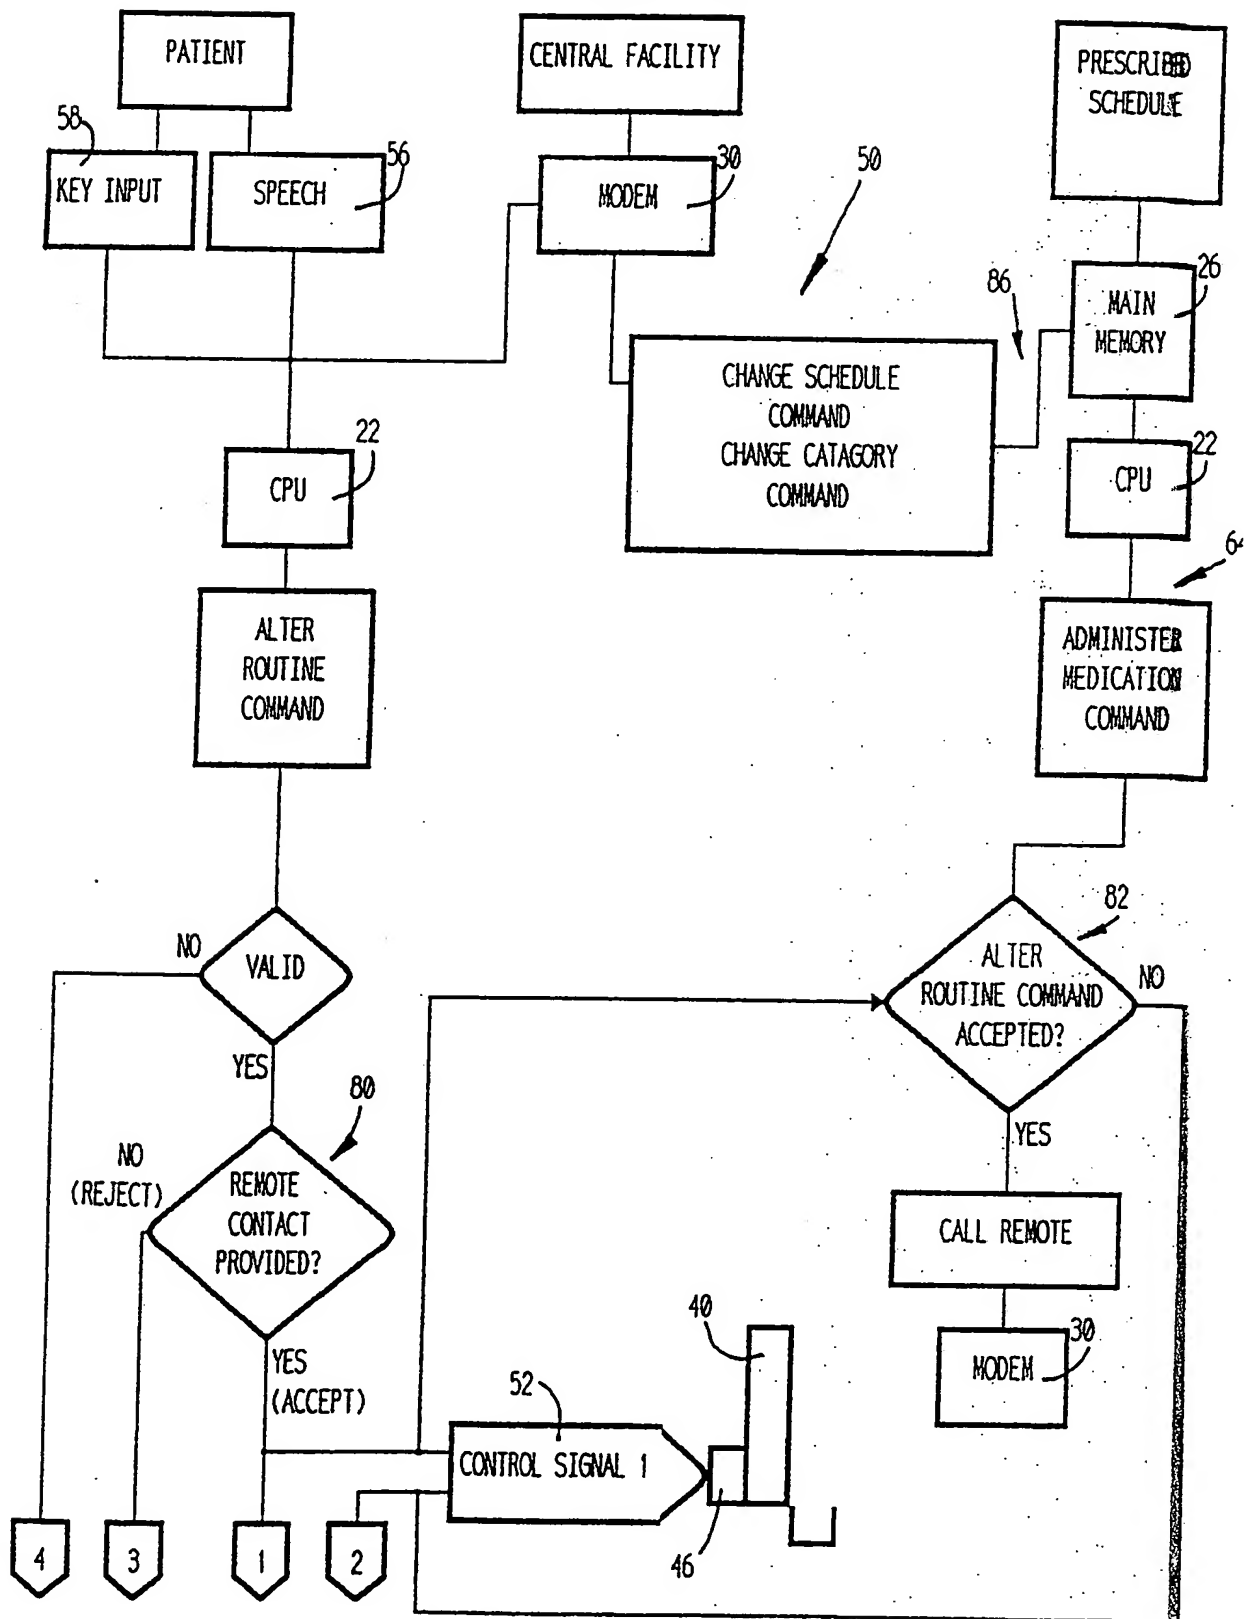 PATIENT
CENTRAL FACILITY
PRESCRIBED
SCHEDULE
58
KEY INPUT
56
SPEECH
30
MODEM
50
86
26
MAIN
MEMORY
CHANGE SCHEDULE
COMMAND
CHANGE CATAGORY
COMMAND
22
CPU
22
CPU
64
ALTER
ROUTINE
COMMAND
ADMINISTER
MEDICATION
COMMAND
82
NO
VALID
ALTER
ROUTINE COMMAND
ACCEPTED?
NO
YES
80
YES
NO
(REJECT)
REMOTE
CONTACT
PROVIDED?
CALL REMOTE
40
30
MODEM
YES
(ACCEPT)
52
CONTROL SIGNAL 1
46
4
3
1
2